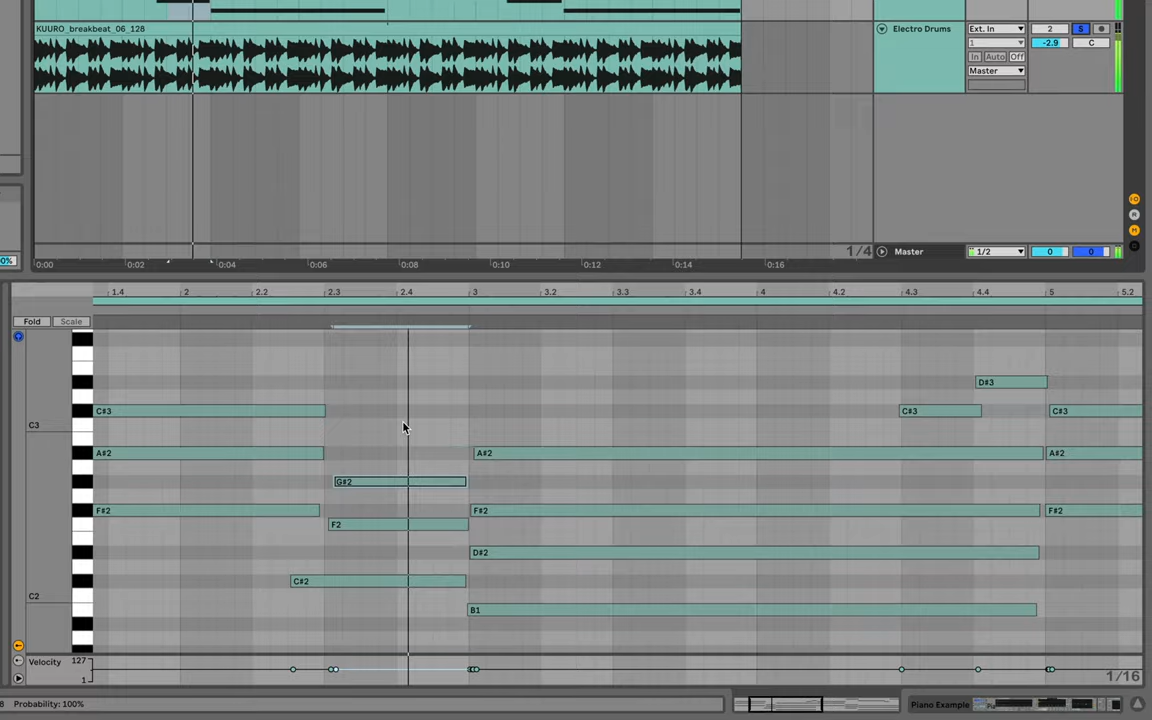 KUURO_breakbeat_06_128
Electro Drums Ext. In 2 S
1 -2.9 C
In Auto Off
Master
1/4 Master 1/2 0 0
0:00 0:02 0:04 0:06 0:08 0:10 0:12 0:14 0:16
1.4 2 2.2 2.3 2.4 3 3.2 3.3 3.4 4 4.2 4.3 4.4 5 5.2
Fold Scale
D#3
C#3 C#3 C#3
C3
A#2 A#2 A#2
G#2
F#2 F#2 F#2
F2
D#2
C#2
C2
B1
Velocity 127
1
1/16
8 Probability: 100%
Piano Example